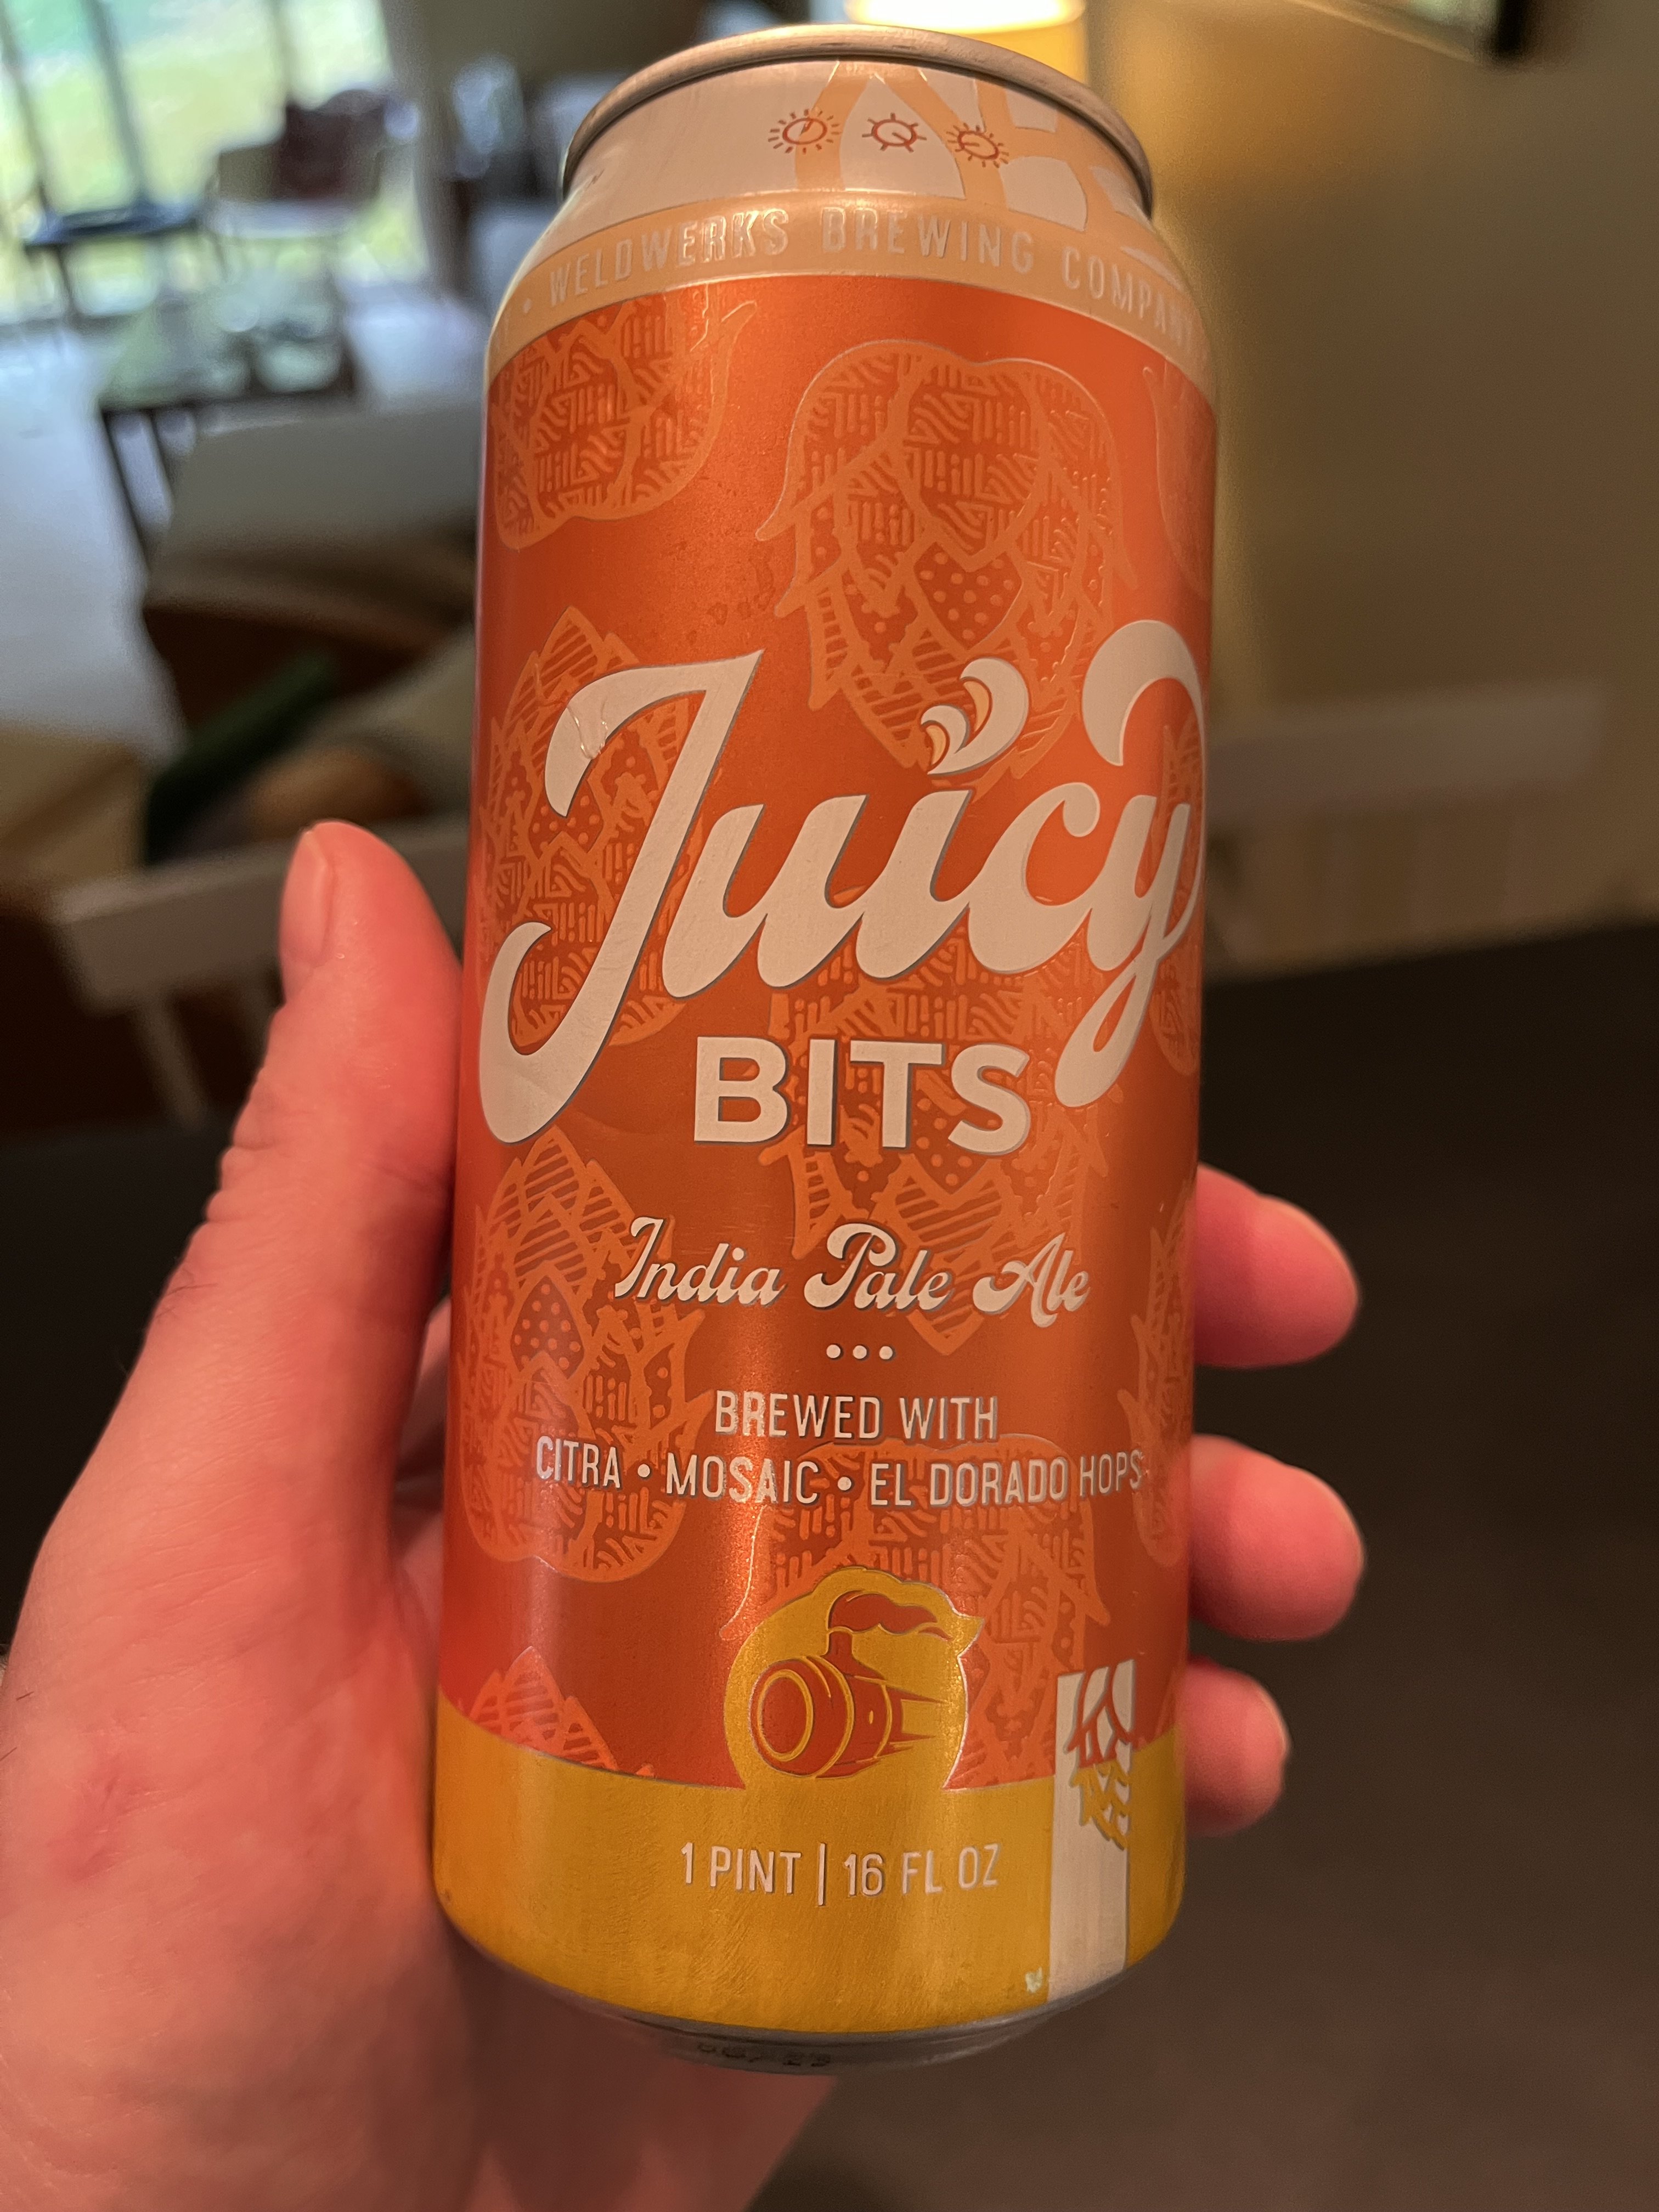 • WELDWERKS BREWING COMPANY
Juicy
BITS
India Pale Ale
•••
BREWED WITH
CITRA • MOSAIC • EL DORADO HOPS
1 PINT | 16 FL OZ